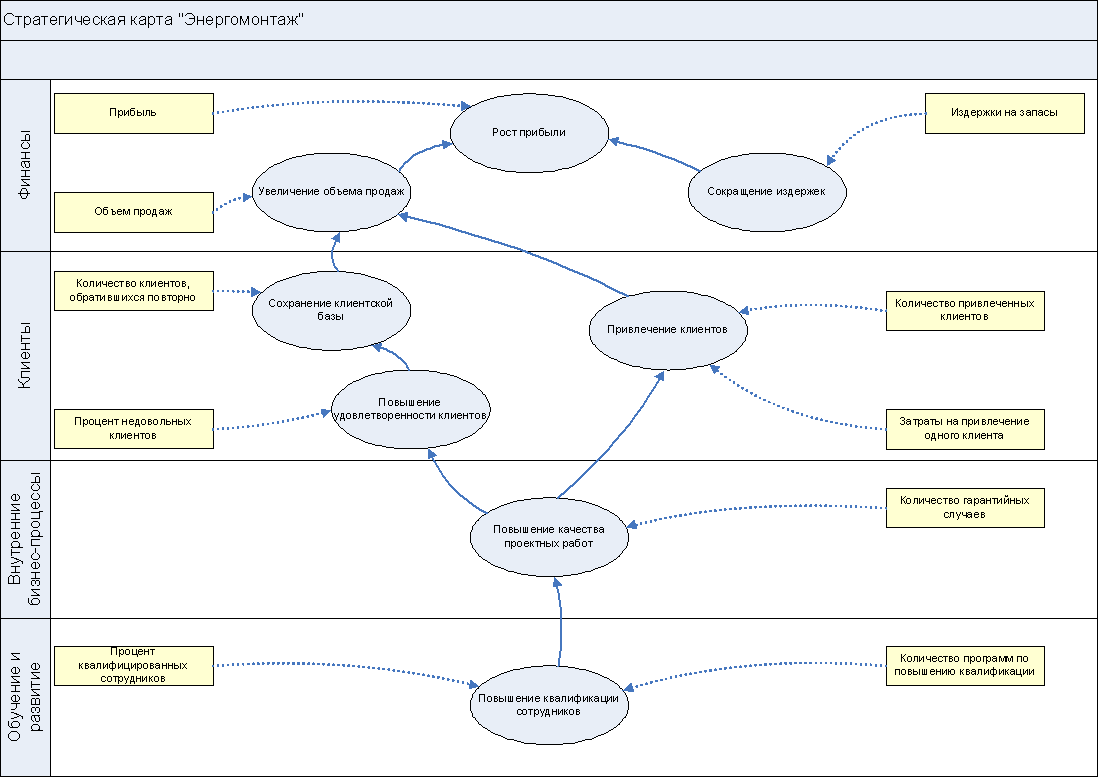 Стратегическая карта "Энергомонтаж"
Финансы
Прибыль
Рост прибыли
Издержки на запасы
Увеличение объема продаж
Сокращение издержек
Объем продаж
Клиенты
Количество клиентов,
обратившихся повторно
Сохранение клиентской
базы
Привлечение клиентов
Количество привлеченных
клиентов
Повышение
удовлетворенности клиентов
Процент недовольных
клиентов
Затраты на привлечение
одного клиента
Внутренние
бизнес-процессы
Количество гарантийных
случаев
Повышение качества
проектных работ
Обучение и
развитие
Процент
квалифицированных
сотрудников
Количество программ по
повышению квалификации
Повышение квалификации
сотрудников